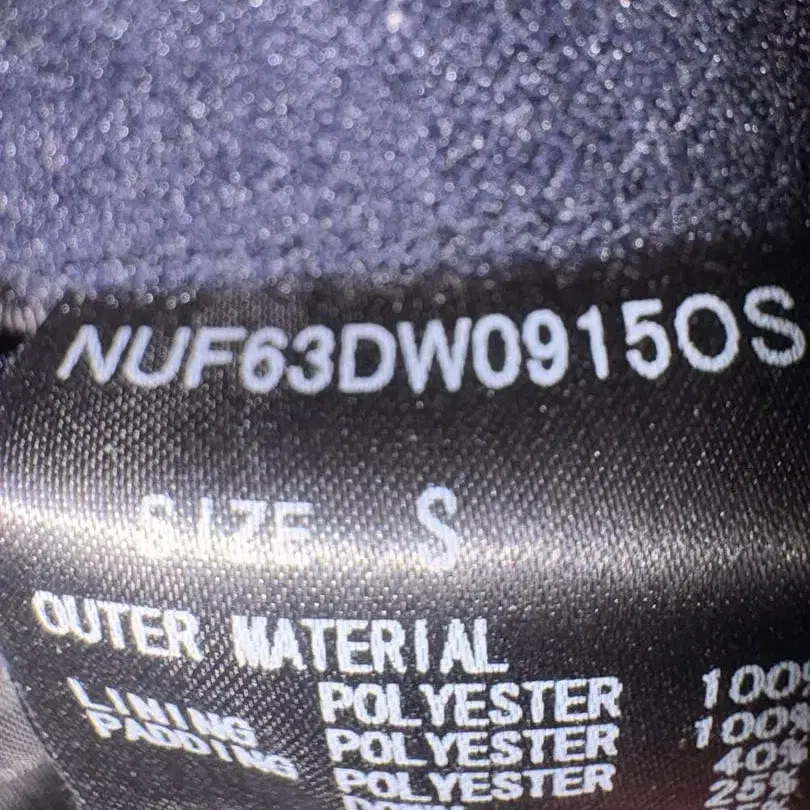 NUF63DW0915OS
SIZE S
OUTER MATERIAL
POLYESTER 100%
LINING POLYESTER 100%
PADDING POLYESTER 40%
25%